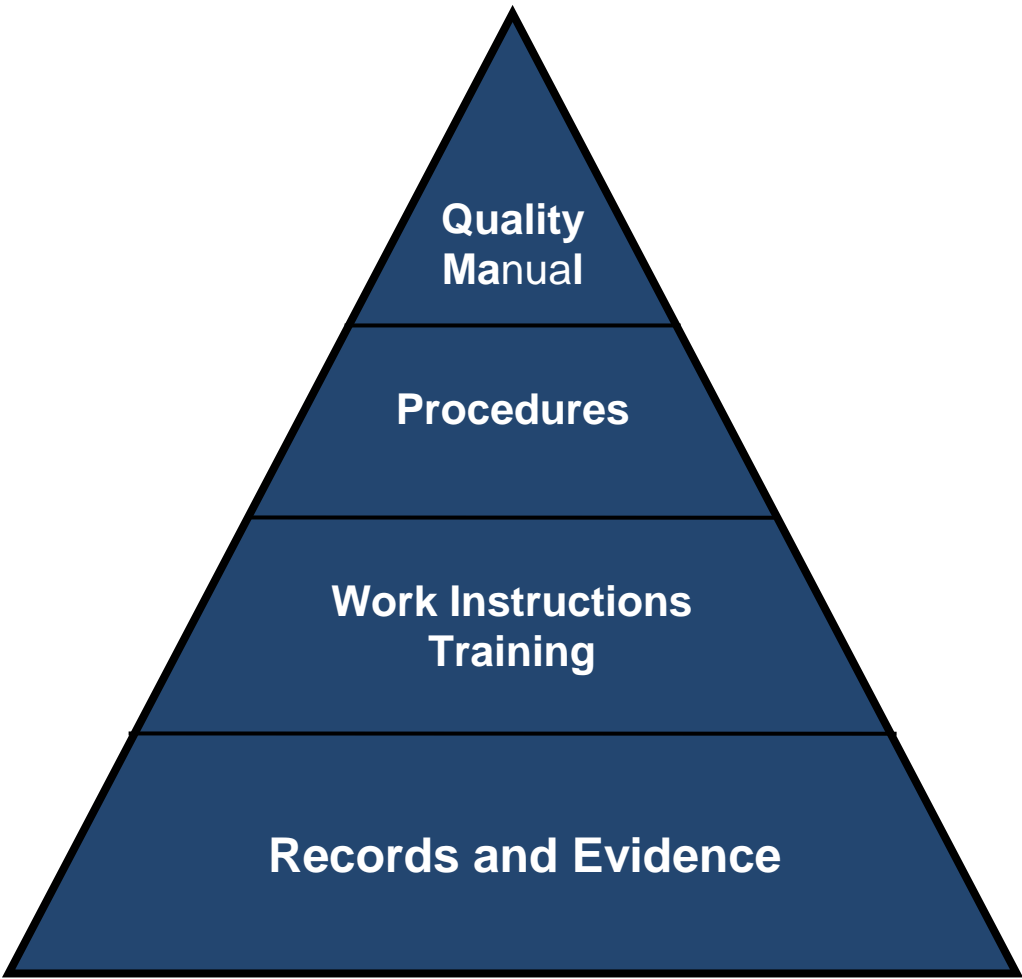 Quality
Manual
Procedures
Work Instructions
Training
Records and Evidence